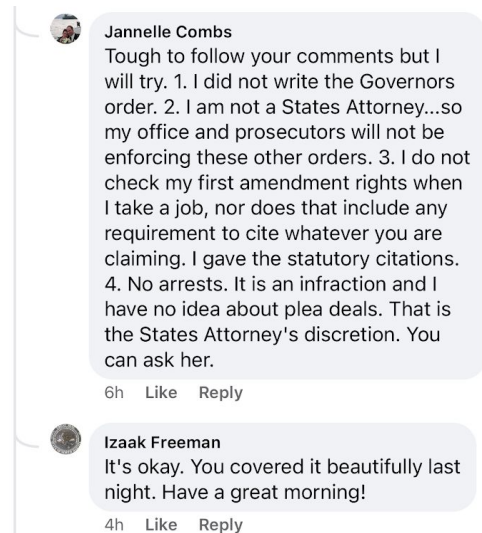 Jannelle Combs
Tough to follow your comments but I
will try. 1. I did not write the Governors
order. 2. I am not a States Attorney...so
my office and prosecutors will not be
enforcing these other orders. 3. I do not
check my first amendment rights when
I take a job, nor does that include any
requirement to cite whatever you are
claiming. I gave the statutory citations.
4. No arrests. It is an infraction and I
have no idea about plea deals. That is
the States Attorney's discretion. You
can ask her.
6h Like Reply
Izaak Freeman
It's okay. You covered it beautifully last
night. Have a great morning!
4h Like Reply